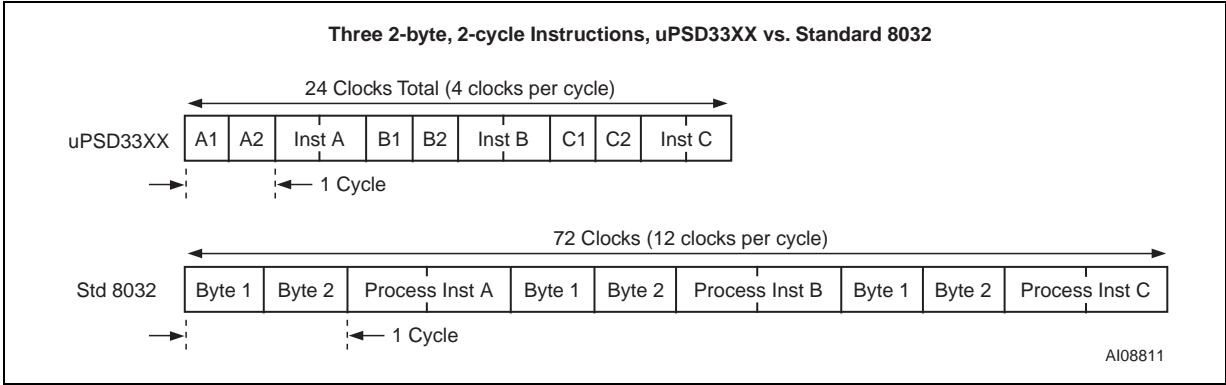 Three 2-byte, 2-cycle Instructions, uPSD33XX vs. Standard 8032
24 Clocks Total (4 clocks per cycle)
uPSD33XX A1 A2 Inst A B1 B2 Inst B C1 C2 Inst C
1 Cycle
72 Clocks (12 clocks per cycle)
Std 8032 Byte 1 Byte 2 Process Inst A Byte 1 Byte 2 Process Inst B Byte 1 Byte 2 Process Inst C
1 Cycle
AI08811